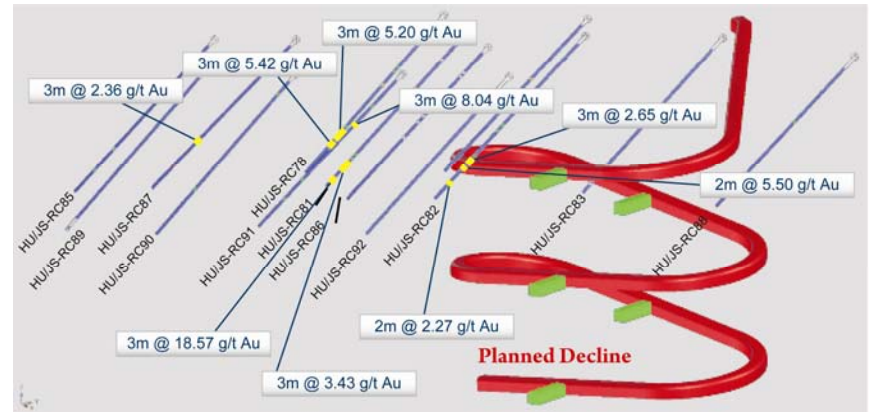 3m @ 5.20 g/t Au
3m @ 5.42 g/t Au
3m @ 2.36 g/t Au
3m @ 8.04 g/t Au
3m @ 2.65 g/t Au
2m @ 5.50 g/t Au
HU/JS-RC85
HU/JS-RC89
HU/JS-RC87
HU/JS-RC90
HU/JS-RC91
HU/JS-RC78
HU/JS-RC81
HU/JS-RC86
HU/JS-RC92
HU/JS-RC82
HU/JS-RC83
HU/JS-RC88
2m @ 2.27 g/t Au
3m @ 18.57 g/t Au
3m @ 3.43 g/t Au
Planned Decline